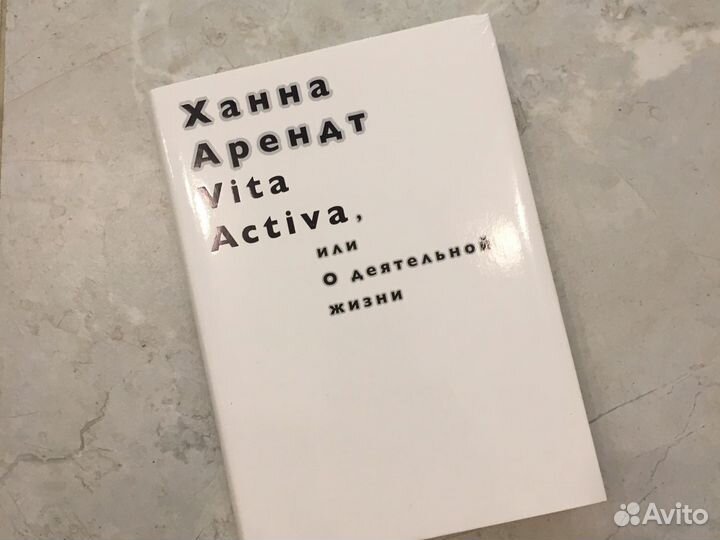 Ханна
Арендт
Vita
Activa,
или
О деятельной
жизни
Avito